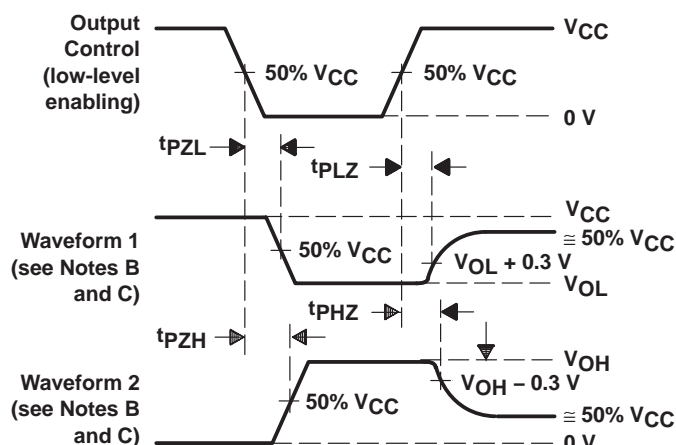 Output
Control
(low-level
enabling)
VCC
50% VCC
50% VCC
0 V
tPZL
tPLZ
VCC
≅ 50% VCC
Waveform 1
(see Notes B
and C)
50% VCC
VOL + 0.3 V
VOL
tPHZ
tPZH
VOH
Waveform 2
(see Notes B
and C)
50% VCC
VOH – 0.3 V
≅ 50% VCC
0 V